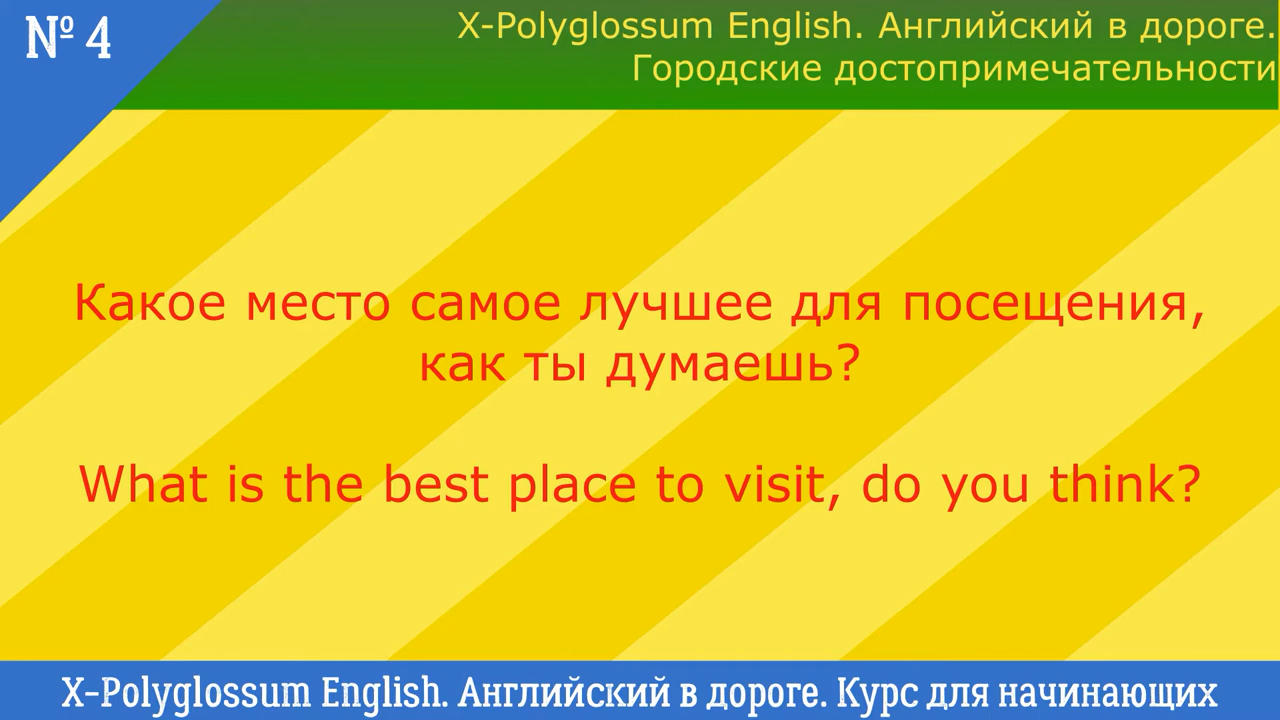 № 4
X-Polyglossum English. Английский в дороге.
Городские достопримечательности
Какое место самое лучшее для посещения,
как ты думаешь?
What is the best place to visit, do you think?
X-Polyglossum English. Английский в дороге. Курс для начинающих